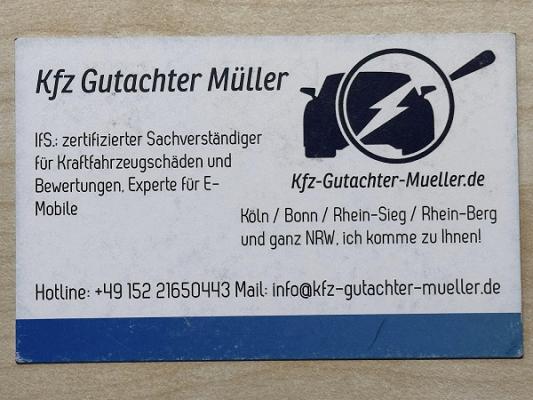 Kfz Gutachter Müller
IfS.: zertifizierter Sachverständiger
für Kraftfahrzeugschäden und
Bewertungen, Experte für E-
Mobile
Kfz-Gutachter-Mueller.de
Köln / Bonn / Rhein-Sieg / Rhein-Berg
und ganz NRW, ich komme zu Ihnen!
Hotline: +49 152 21650443 Mail: info@kfz-gutachter-mueller.de